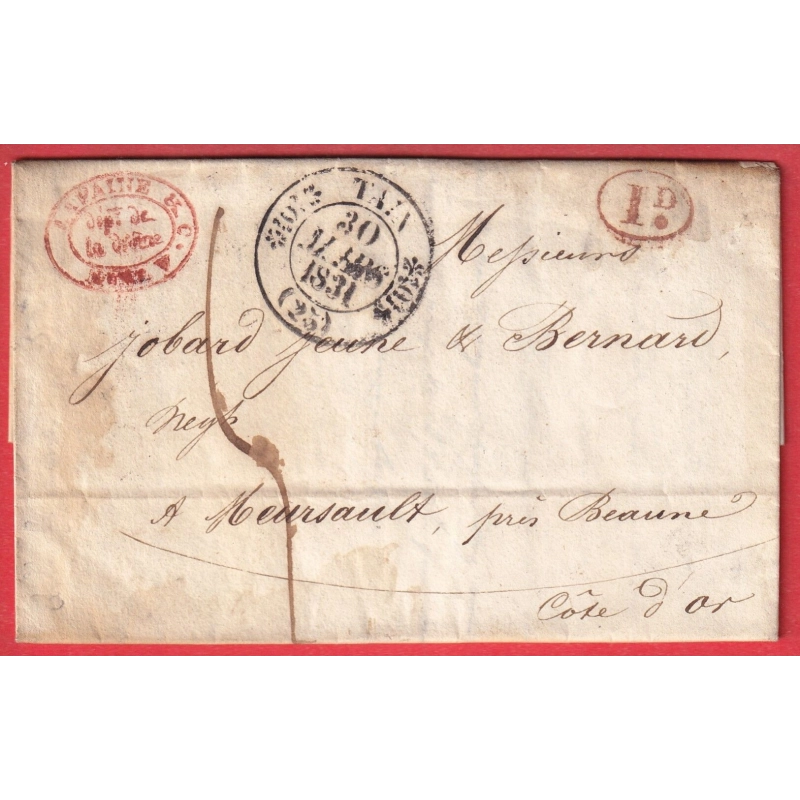 & C.
dépt de
la drôme
TAIN
30
MARS
1831
(25)
1D.
Messieurs
jobard jeune & Bernard,
A Meursault, près Beaune
Côte d'or